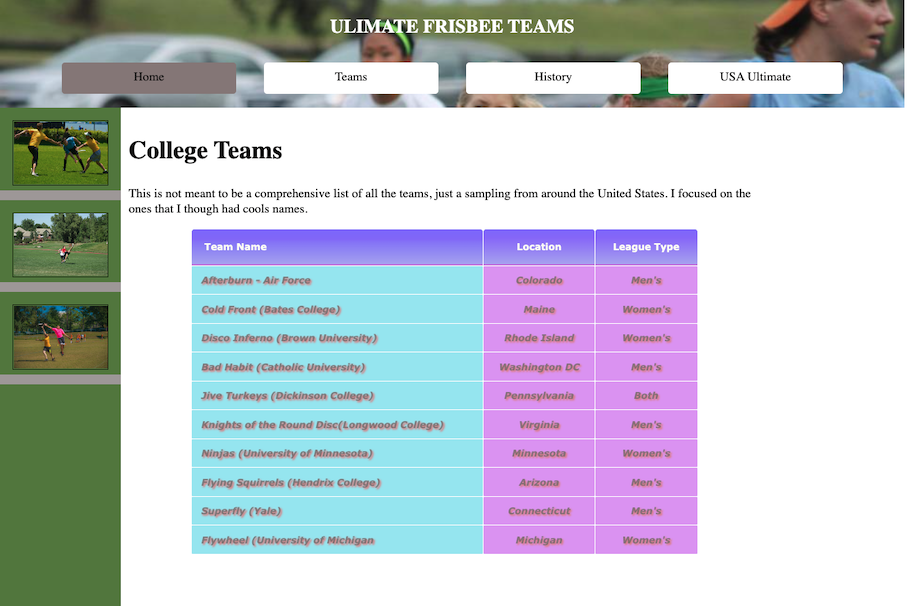 ULIMATE FRISBEE TEAMS
Home Teams History USA Ultimate
College Teams
This is not meant to be a comprehensive list of all the teams, just a sampling from around the United States. I focused on the
ones that I though had cools names.
Team Name Location League Type
Afterburn - Air Force Colorado Men's
Cold Front (Bates College) Maine Women's
Disco Inferno (Brown University) Rhode Island Women's
Bad Habit (Catholic University) Washington DC Men's
Jive Turkeys (Dickinson College) Pennsylvania Both
Knights of the Round Disc(Longwood College) Virginia Men's
Ninjas (University of Minnesota) Minnesota Women's
Flying Squirrels (Hendrix College) Arizona Men's
Superfly (Yale) Connecticut Men's
Flywheel (University of Michigan Michigan Women's